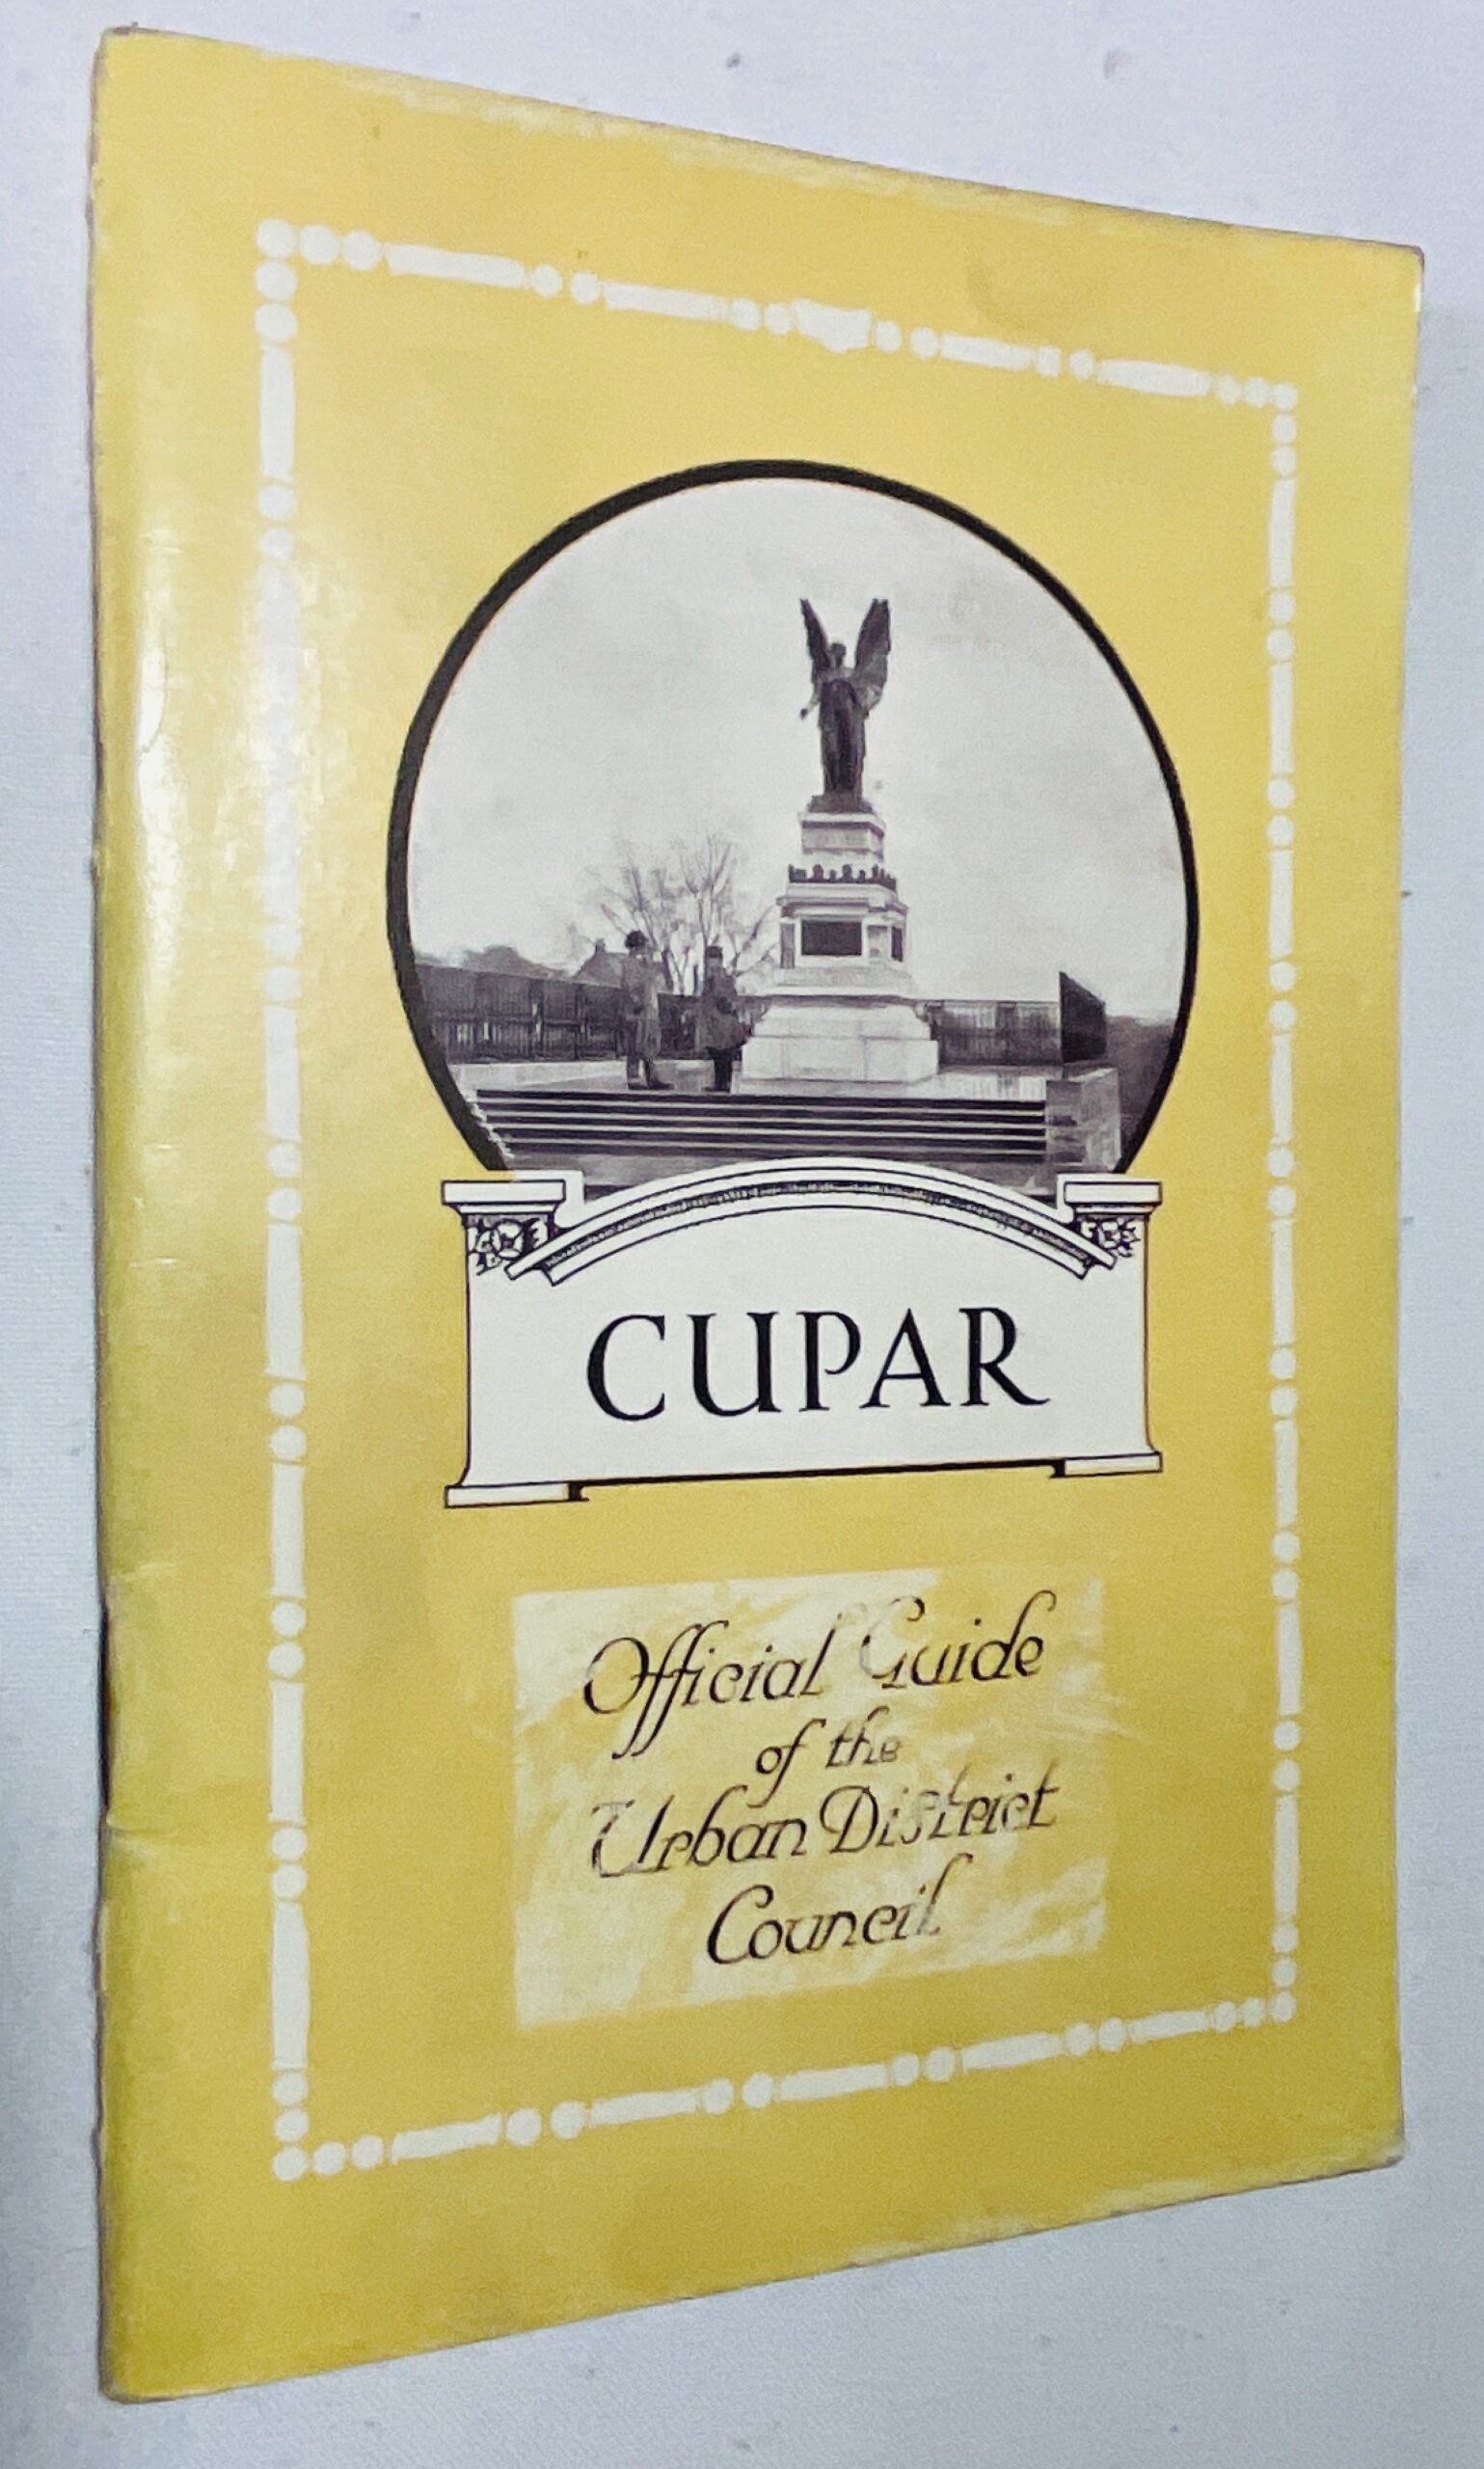 CUPAR
Official Guide
of the
Urban District
Council